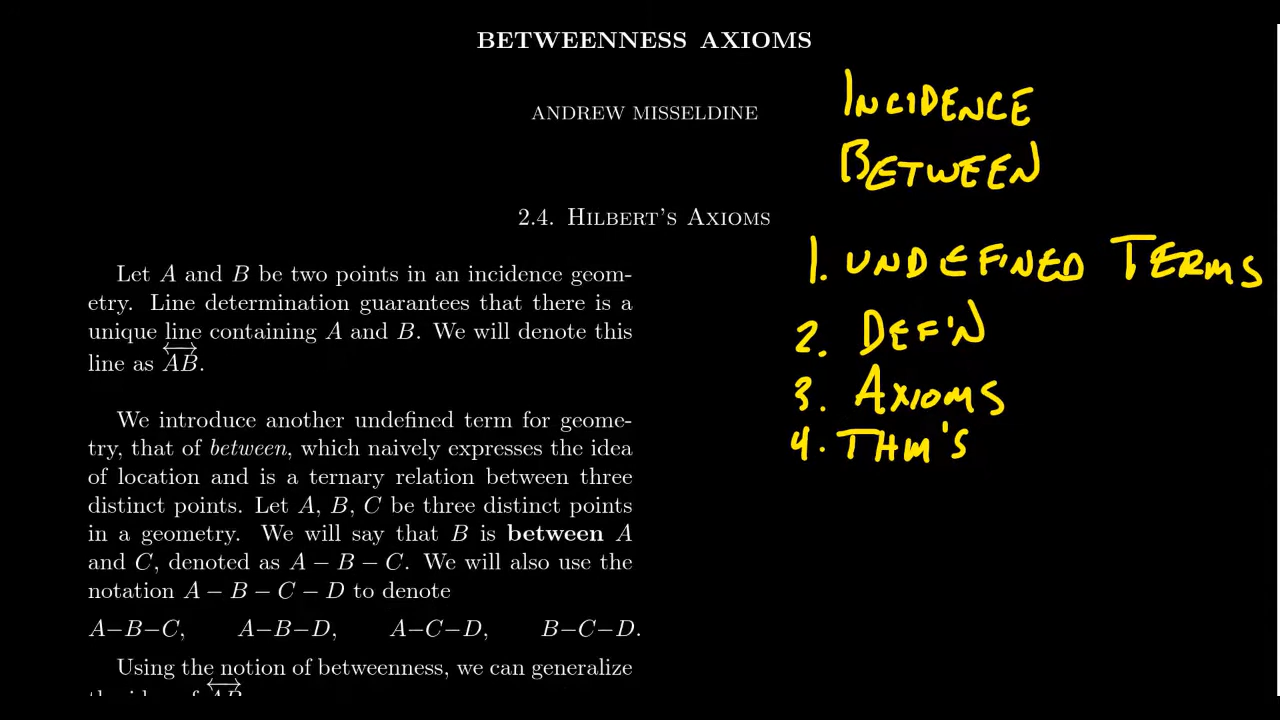 BETWEENNESS AXIOMS
ANDREW MISSELDINE
2.4. HILBERT'S AXIOMS
Let A and B be two points in an incidence geom-
etry. Line determination guarantees that there is a
unique line containing A and B. We will denote this
line as AB.
We introduce another undefined term for geome-
try, that of between, which naively expresses the idea
of location and is a ternary relation between three
distinct points. Let A, B, C be three distinct points
in a geometry. We will say that B is between A
and C, denoted as A − B − C. We will also use the
notation A − B − C − D to denote
A−B−C, A−B−D, A−C−D, B−C−D.
Using the notion of betweenness, we can generalize
INCIDENCE
BETWEEN
1. UNDEFINED TERMS
2. DEF'N
3. AXIOMS
4. THM'S